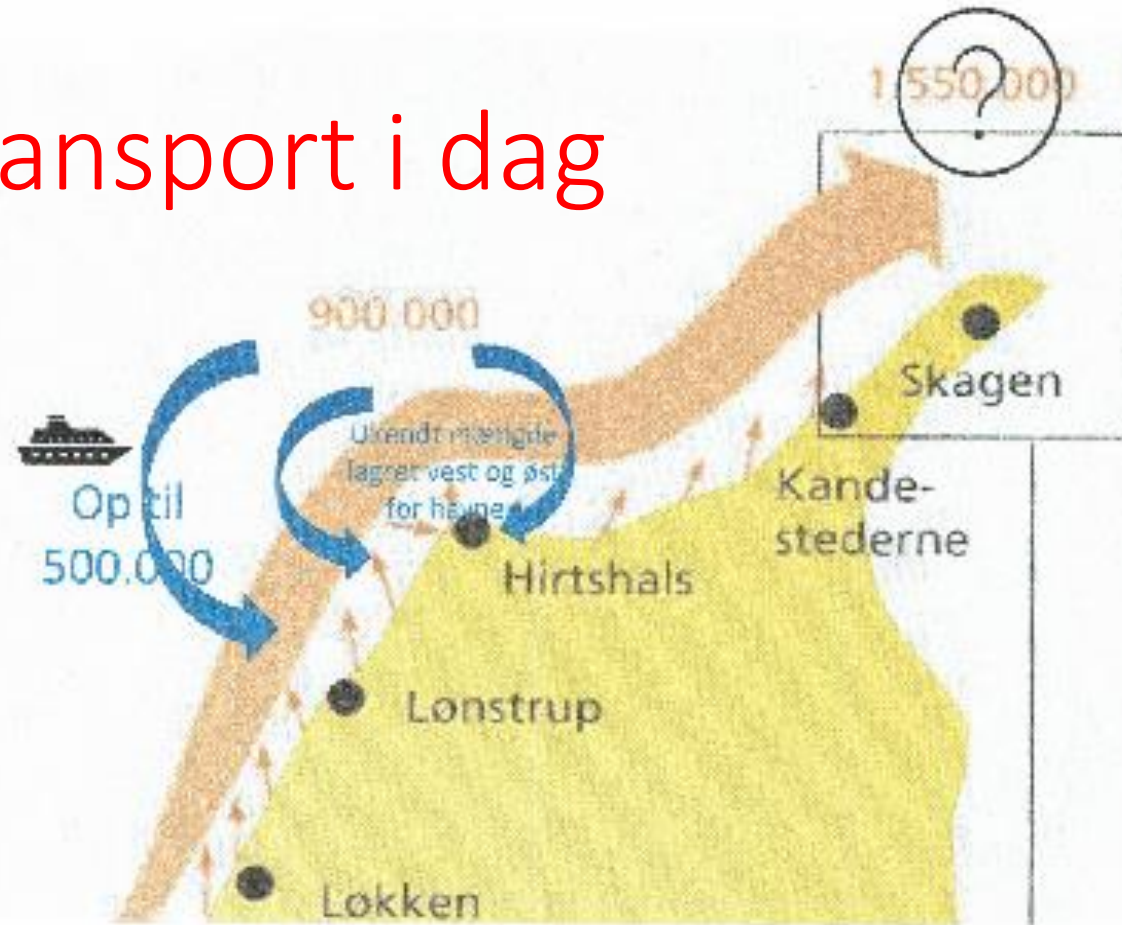 ansport i dag
1.550.000
?
900.000
Ukendt mængde
lagret vest og øst
for havnen
Op til
500.000
Skagen
Kande-
stederne
Hirtshals
Lønstrup
Løkken